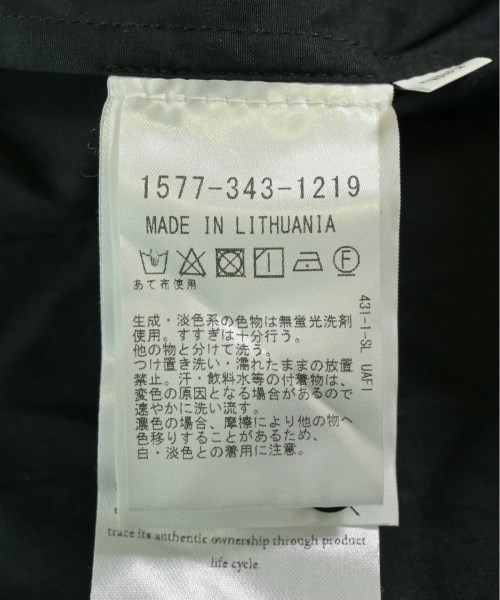 1577-343-1219
MADE IN LITHUANIA
F
あて布使用
生成・淡色系の色物は無蛍光洗剤
使用。すすぎは十分行う。
他の物と分けて洗う。
つけ置き洗い・濡れたままの放置
禁止。汗・飲料水等の付着物は、
変色の原因となる場合があるので
速やかに洗い流す。
濃色の場合、摩擦により他の物へ
色移りすることがあるため、
白・淡色との着用に注意。
431-I-SL UAFI
trace its authentic ownership through product
life cycle.